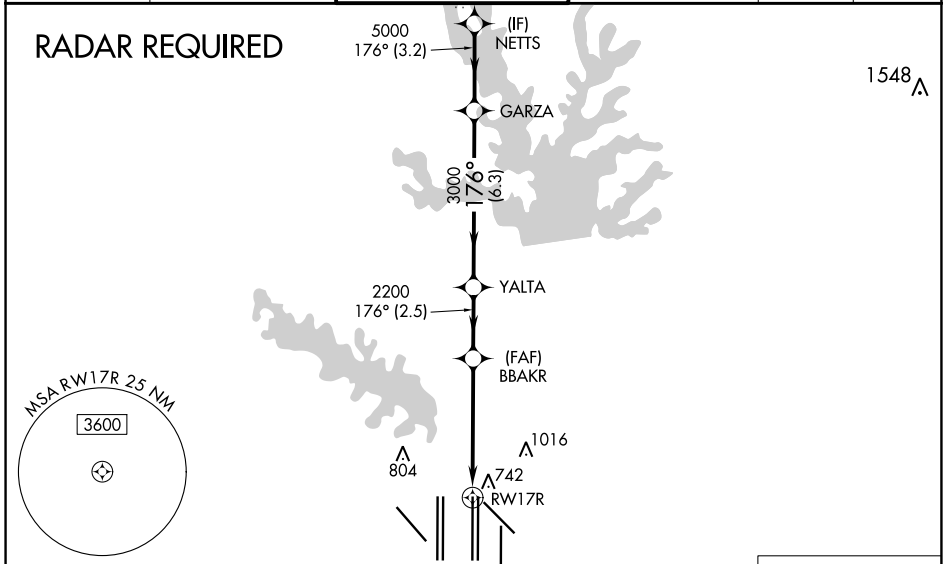 RADAR REQUIRED
5000
176° (3.2)
(IF)
NETTS
1548
GARZA
3000
176°
(6.3)
YALTA
2200
176° (2.5)
(FAF)
BBAKR
MSA RW17R 25 NM
3600
804
1016
742
RW17R